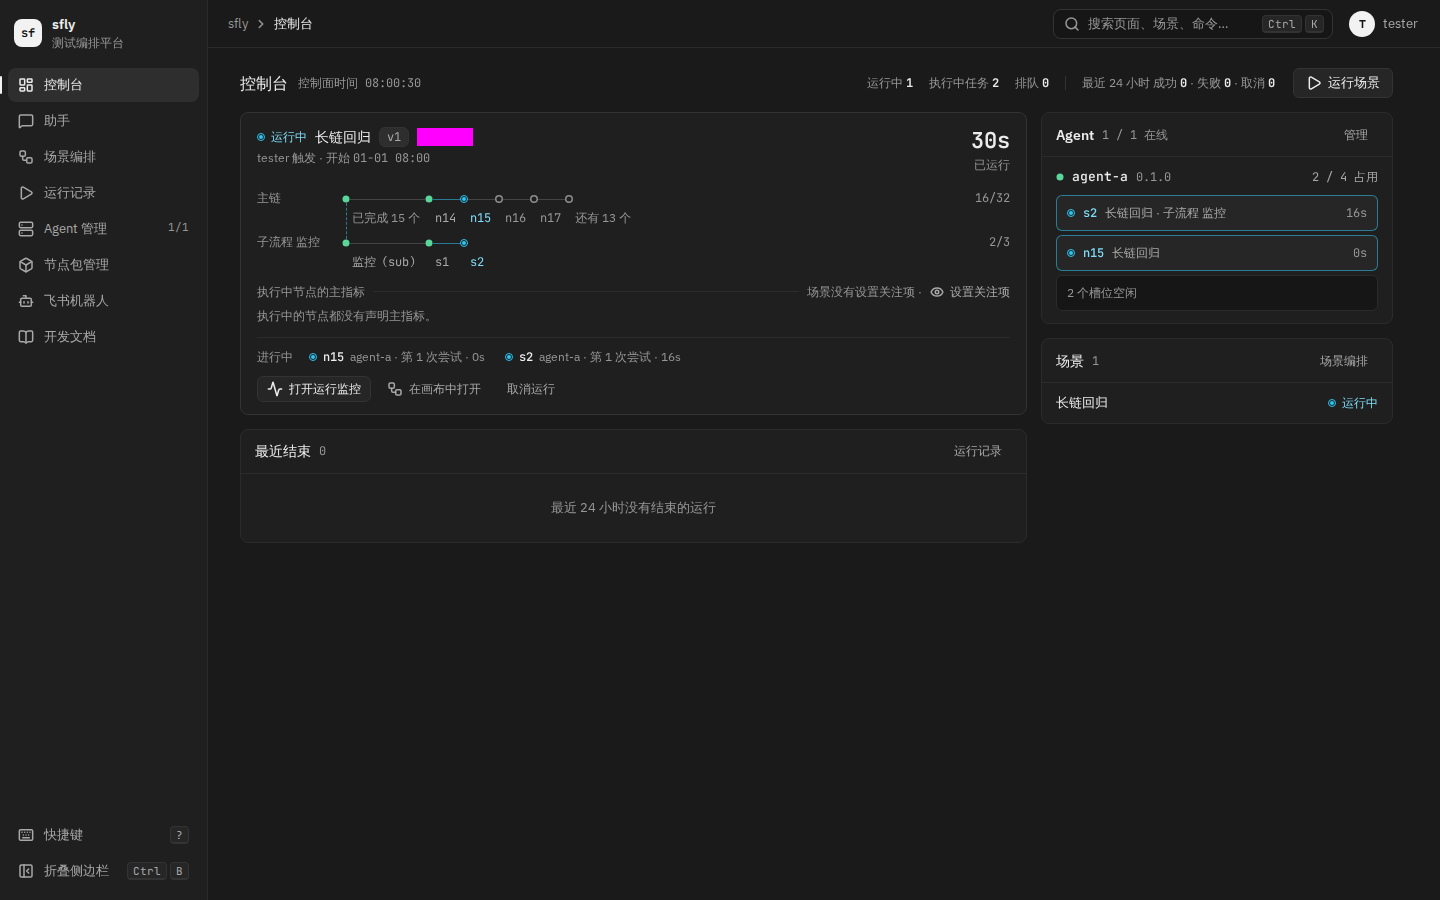 sf
sfly
测试编排平台
控制台
助手
场景编排
运行记录
Agent 管理 1/1
节点包管理
飞书机器人
开发文档
快捷键 ?
折叠侧边栏 Ctrl B
sfly > 控制台
搜索页面、场景、命令... Ctrl K
T tester
控制台 控制面时间 08:00:30
运行中 1 执行中任务 2 排队 0 最近 24 小时 成功 0 · 失败 0 · 取消 0
运行场景
运行中 长链回归 v1
30s
tester 触发 · 开始 01-01 08:00
已运行
主链 16/32
已完成 15 个 n14 n15 n16 n17 还有 13 个
子流程 监控 2/3
监控 (sub) s1 s2
执行中节点的主指标 场景没有设置关注项 · 设置关注项
执行中的节点都没有声明主指标。
进行中 n15 agent-a · 第 1 次尝试 · 0s s2 agent-a · 第 1 次尝试 · 16s
打开运行监控 在画布中打开 取消运行
最近结束 0 运行记录
最近 24 小时没有结束的运行
Agent 1 / 1 在线 管理
agent-a 0.1.0 2 / 4 占用
s2 长链回归 · 子流程 监控 16s
n15 长链回归 0s
2 个槽位空闲
场景 1 场景编排
长链回归 运行中